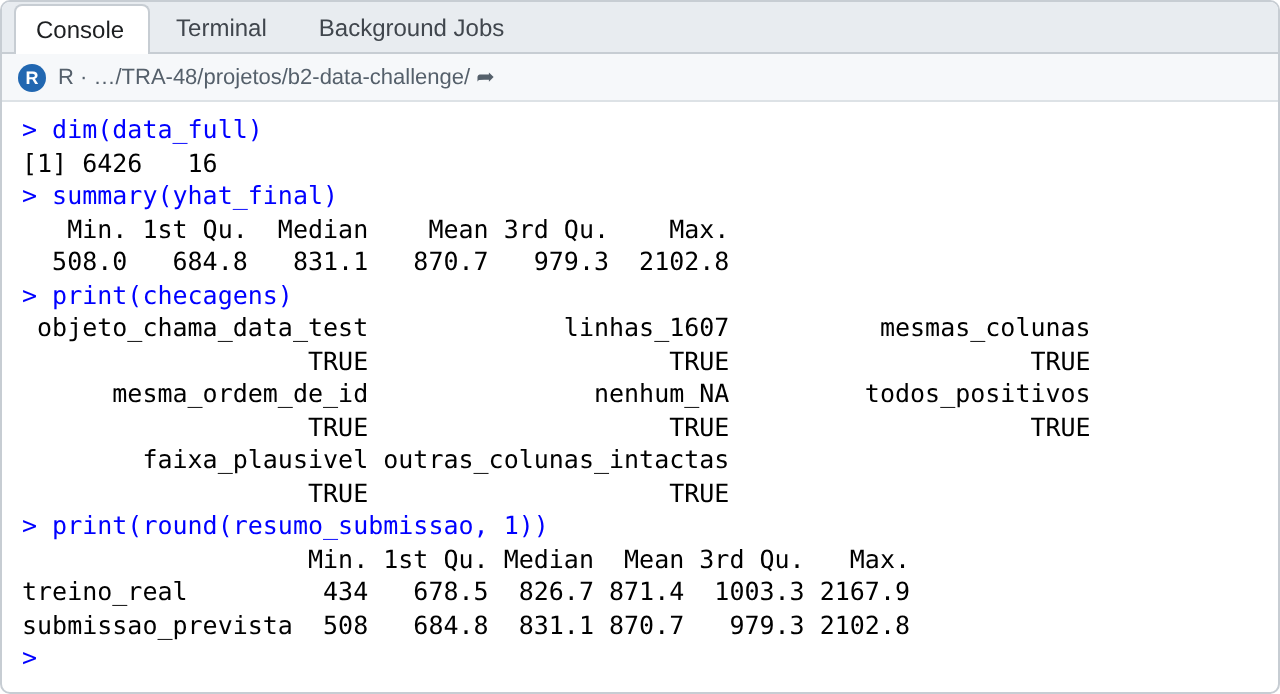 Console Terminal Background Jobs
R R · …/TRA-48/projetos/b2-data-challenge/ ➦
> dim(data_full)
[1] 6426   16
> summary(yhat_final)
   Min. 1st Qu.  Median    Mean 3rd Qu.    Max.
  508.0   684.8   831.1   870.7   979.3  2102.8
> print(checagens)
 objeto_chama_data_test             linhas_1607          mesmas_colunas
                   TRUE                    TRUE                    TRUE
      mesma_ordem_de_id               nenhum_NA         todos_positivos
                   TRUE                    TRUE                    TRUE
        faixa_plausivel outras_colunas_intactas
                   TRUE                    TRUE
> print(round(resumo_submissao, 1))
                   Min. 1st Qu. Median  Mean 3rd Qu.   Max.
treino_real         434   678.5  826.7 871.4  1003.3 2167.9
submissao_prevista  508   684.8  831.1 870.7   979.3 2102.8
>